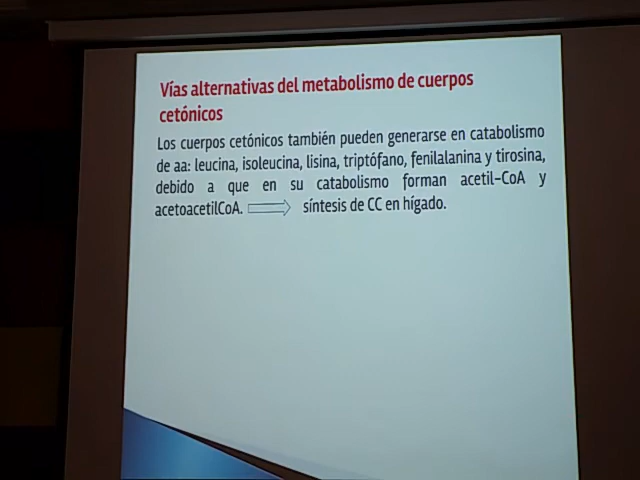 Vías alternativas del metabolismo de cuerpos
cetónicos
Los cuerpos cetónicos también pueden generarse en catabolismo
de aa: leucina, isoleucina, lisina, triptófano, fenilalanina y tirosina,
debido a que en su catabolismo forman acetil-CoA y
acetoacetilCoA. síntesis de CC en hígado.